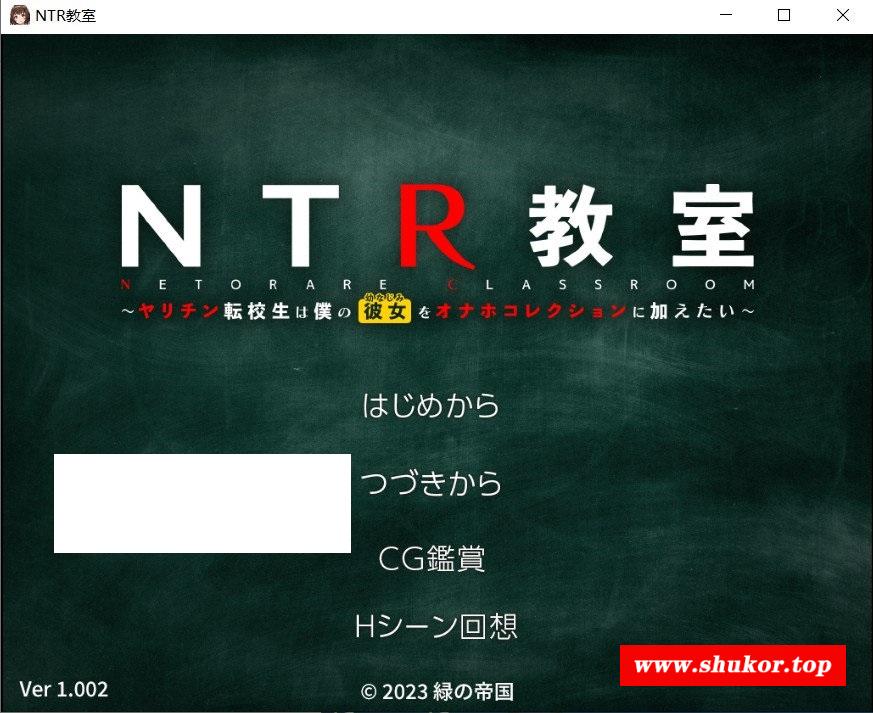 NTR教室
NTR教室
NETORARE CLASSROOM
幼なじみ
～ヤリチン転校生は僕の彼女をオナホコレクションに加えたい～
はじめから
つづきから
CG鑑賞
Hシーン回想
www.shukor.top
Ver 1.002
© 2023 緑の帝国